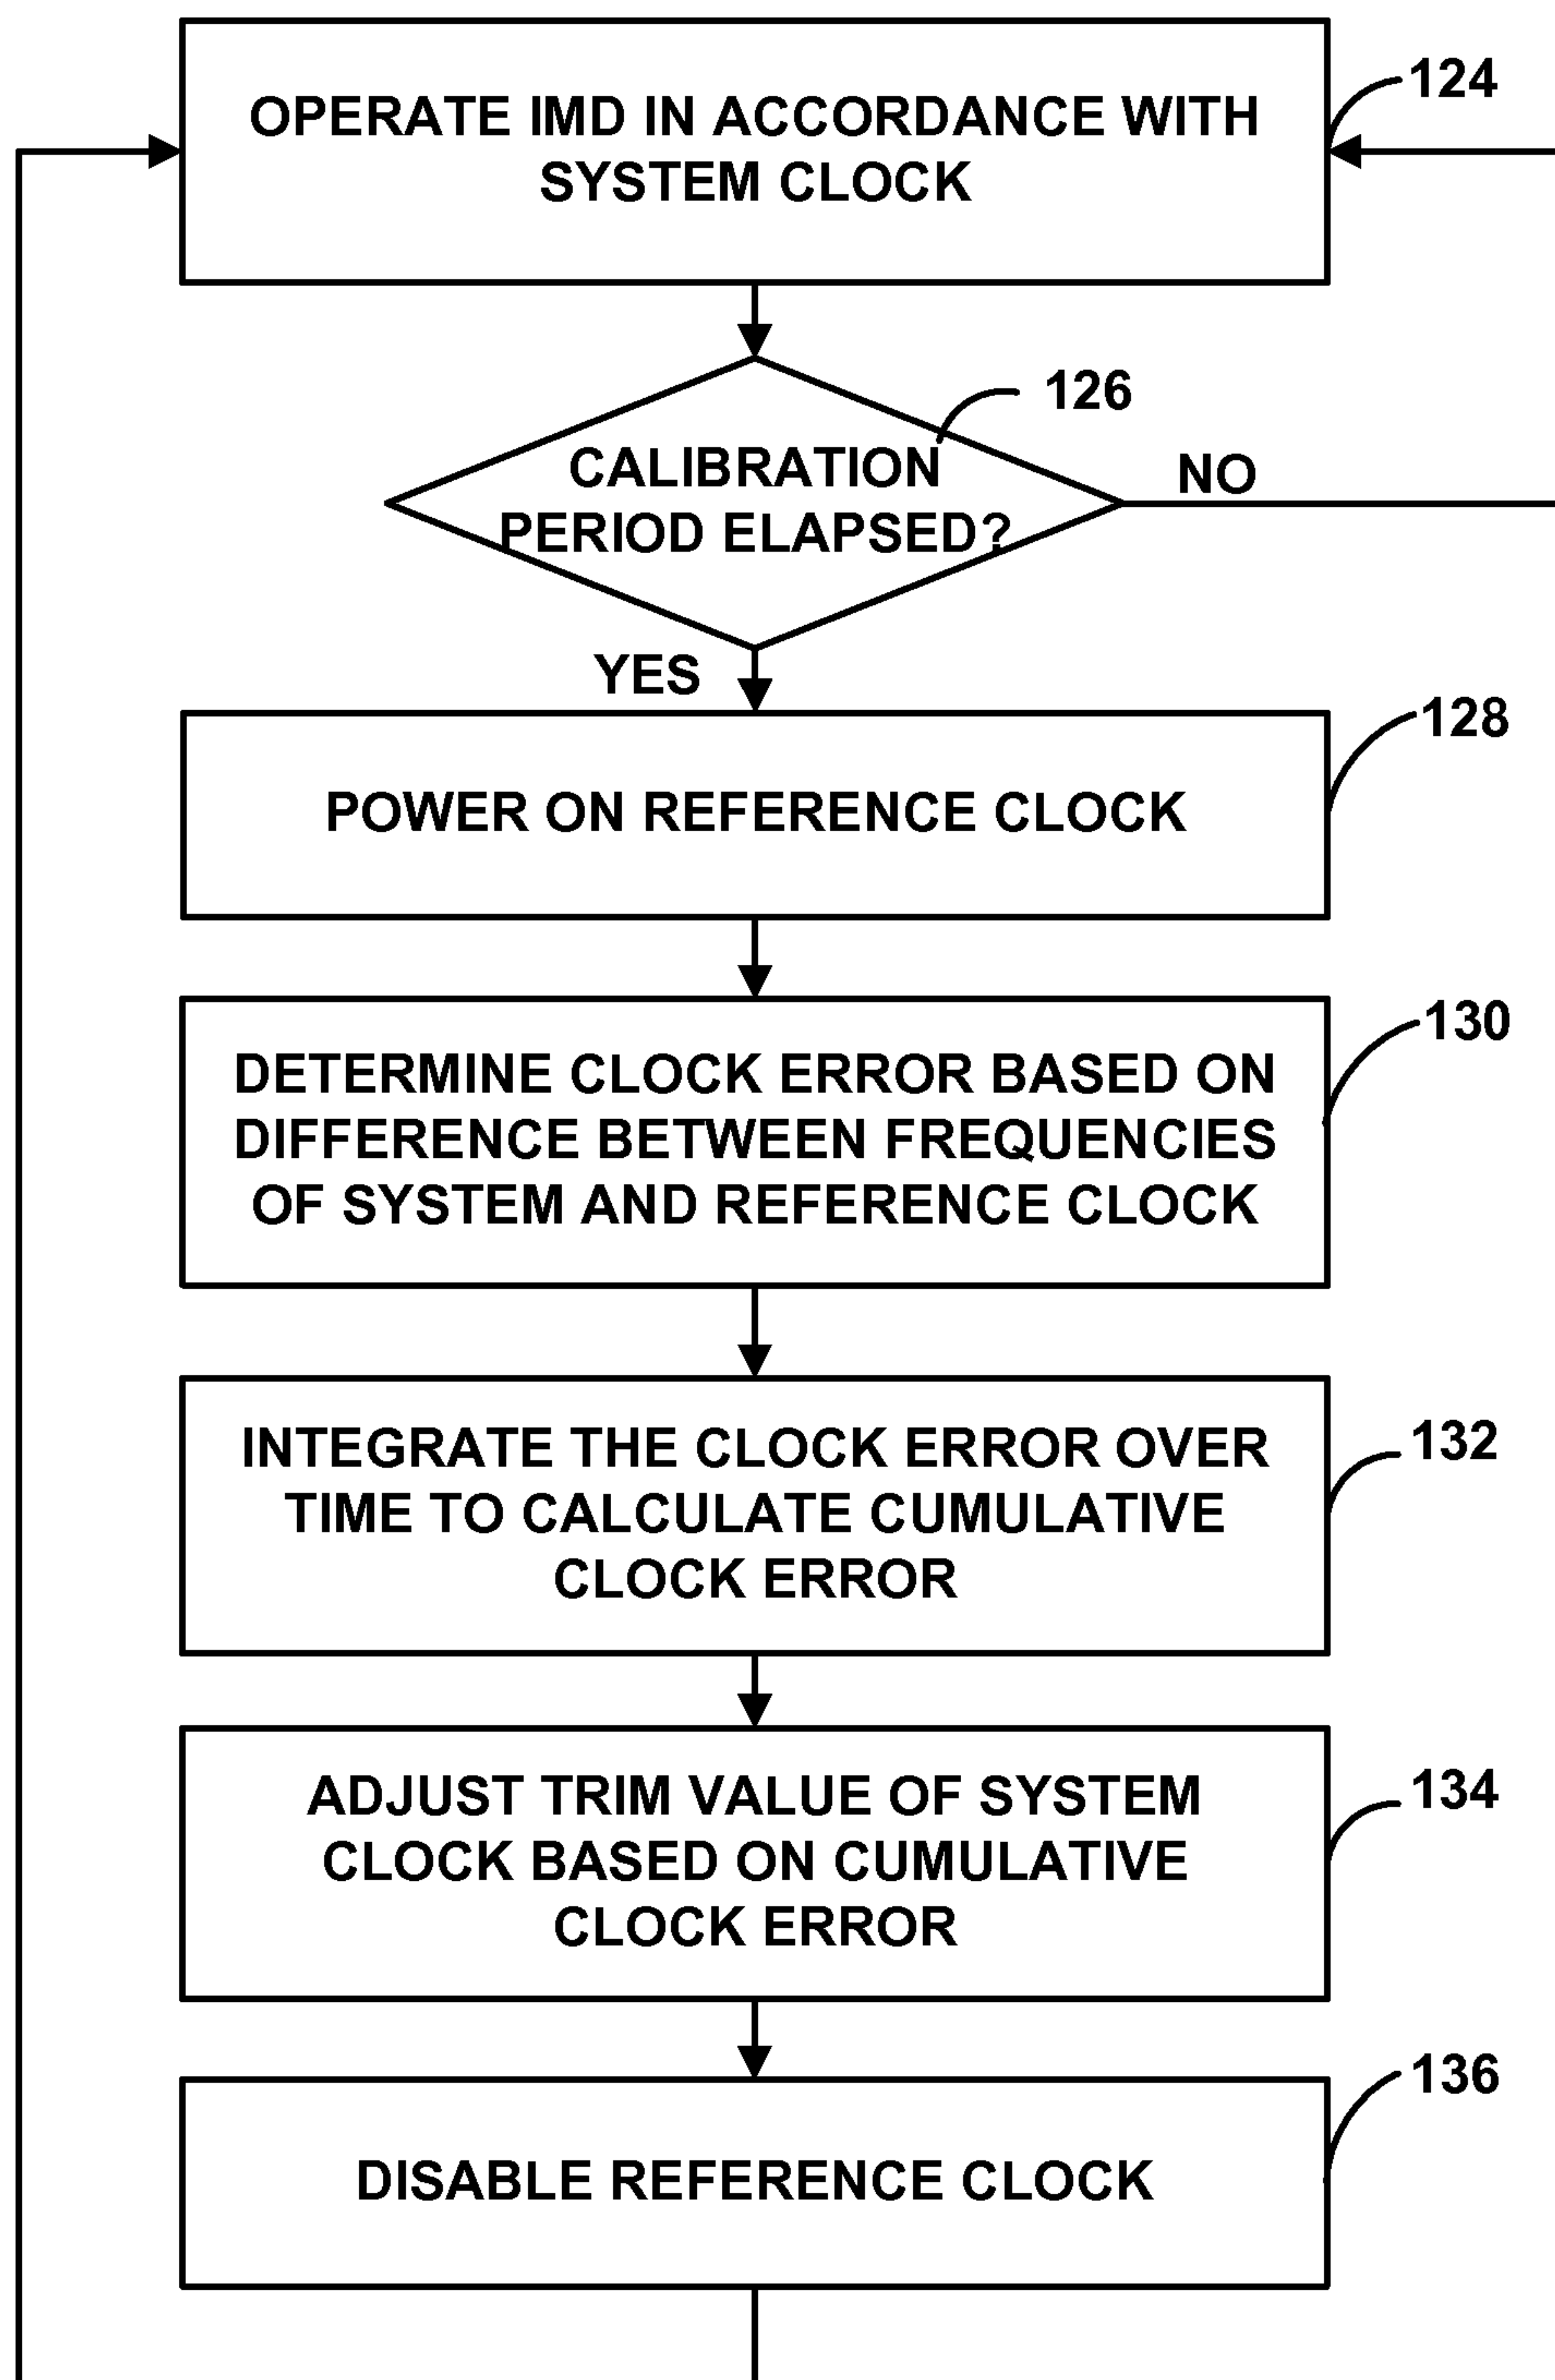 OPERATE IMD IN ACCORDANCE WITH
SYSTEM CLOCK
124
126
CALIBRATION
PERIOD ELAPSED?
NO
YES
128
POWER ON REFERENCE CLOCK
130
DETERMINE CLOCK ERROR BASED ON
DIFFERENCE BETWEEN FREQUENCIES
OF SYSTEM AND REFERENCE CLOCK
132
INTEGRATE THE CLOCK ERROR OVER
TIME TO CALCULATE CUMULATIVE
CLOCK ERROR
134
ADJUST TRIM VALUE OF SYSTEM
CLOCK BASED ON CUMULATIVE
CLOCK ERROR
136
DISABLE REFERENCE CLOCK